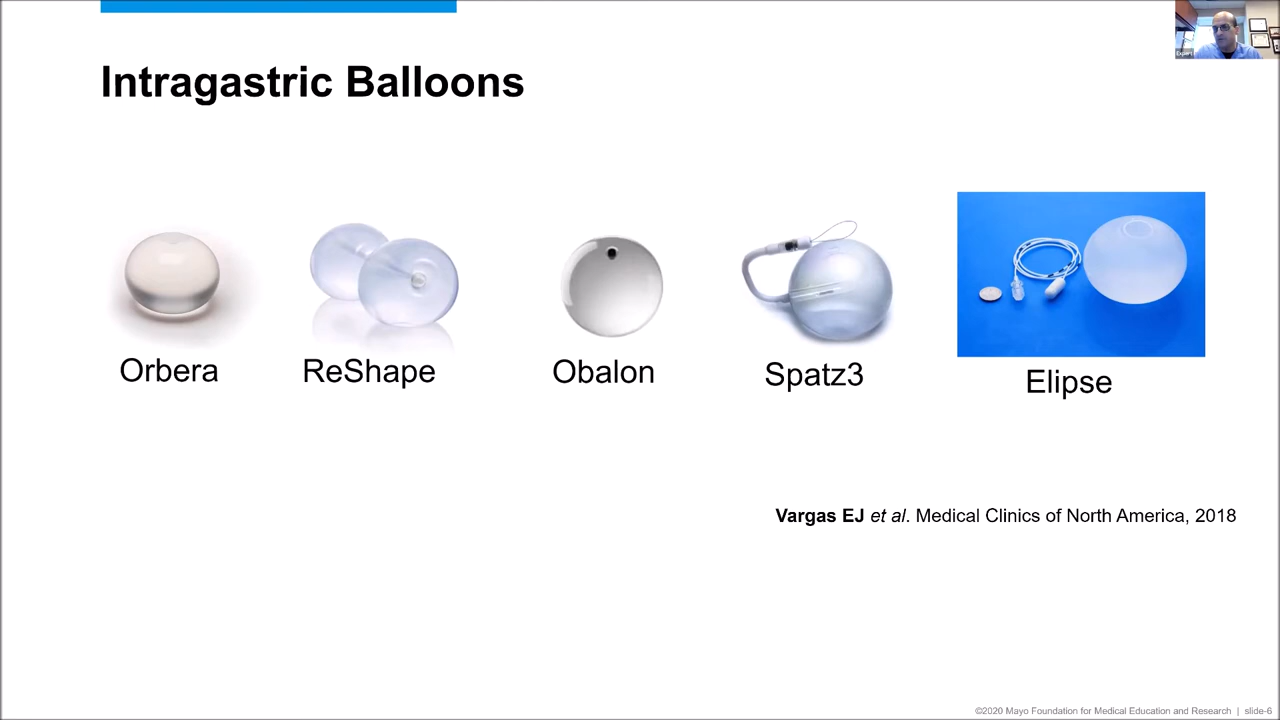 Expert
Intragastric Balloons
Orbera
ReShape
Obalon
Spatz3
Elipse
Vargas EJ et al. Medical Clinics of North America, 2018
©2020 Mayo Foundation for Medical Education and Research | slide-6